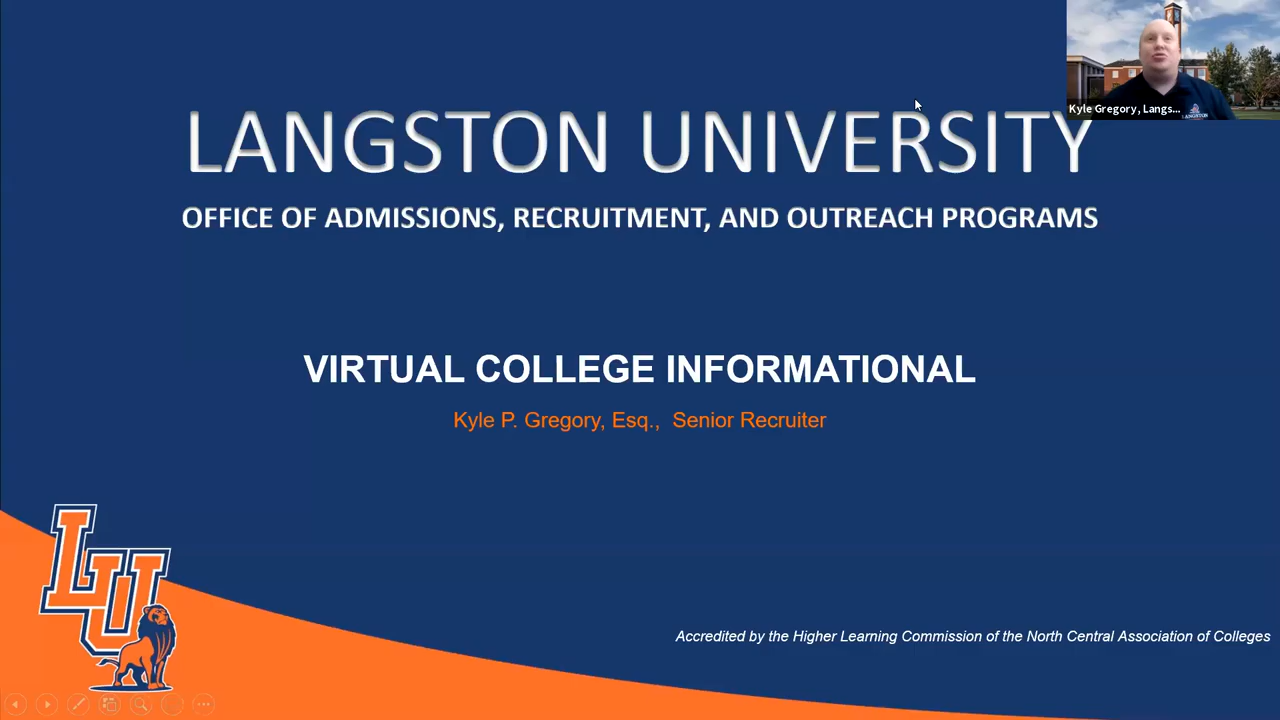 Kyle Gregory, Langs...
LANGSTON
LANGSTON UNIVERSITY
OFFICE OF ADMISSIONS, RECRUITMENT, AND OUTREACH PROGRAMS
VIRTUAL COLLEGE INFORMATIONAL
Kyle P. Gregory, Esq., Senior Recruiter
LU
Accredited by the Higher Learning Commission of the North Central Association of Colleges